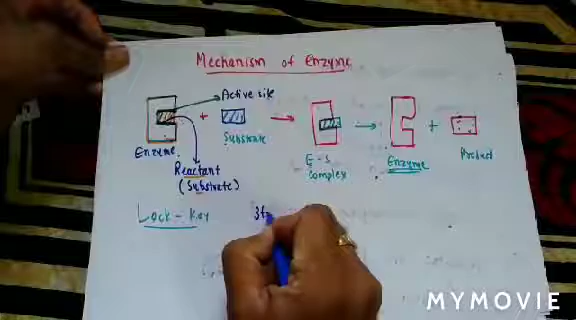 Mechanism of Enzyme
Active site
+
+
Substrate
Enzyme
E-S
complex
Enzyme
Product
Reactant
(Substrate)
Lock - Key
MYMOVIE